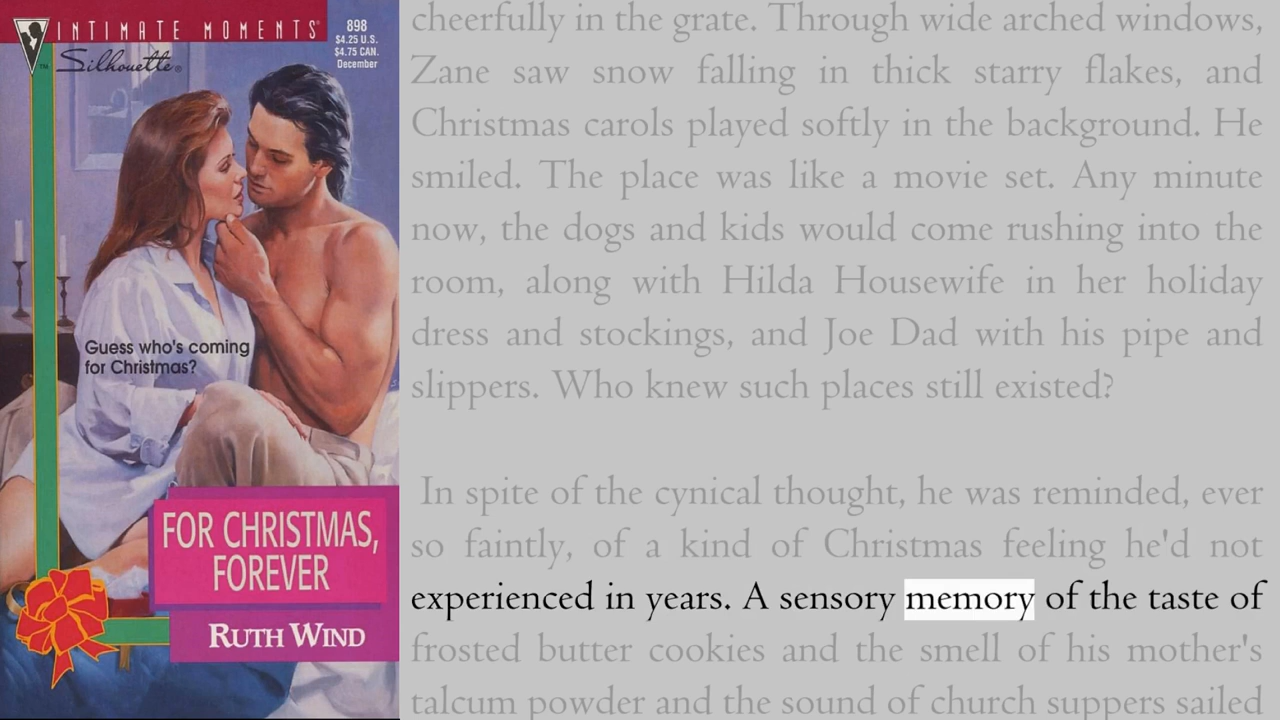 INTIMATE MOMENTS®
898
$4.25 U.S.
$4.75 CAN.
December
TM
Silhouette®
Guess who's coming
for Christmas?
FOR CHRISTMAS,
FOREVER
RUTH WIND
cheerfully in the grate. Through wide arched windows,
Zane saw snow falling in thick starry flakes, and
Christmas carols played softly in the background. He
smiled. The place was like a movie set. Any minute
now, the dogs and kids would come rushing into the
room, along with Hilda Housewife in her holiday
dress and stockings, and Joe Dad with his pipe and
slippers. Who knew such places still existed?
In spite of the cynical thought, he was reminded, ever
so faintly, of a kind of Christmas feeling he'd not
experienced in years. A sensory memory of the taste of
frosted butter cookies and the smell of his mother's
talcum powder and the sound of church suppers sailed